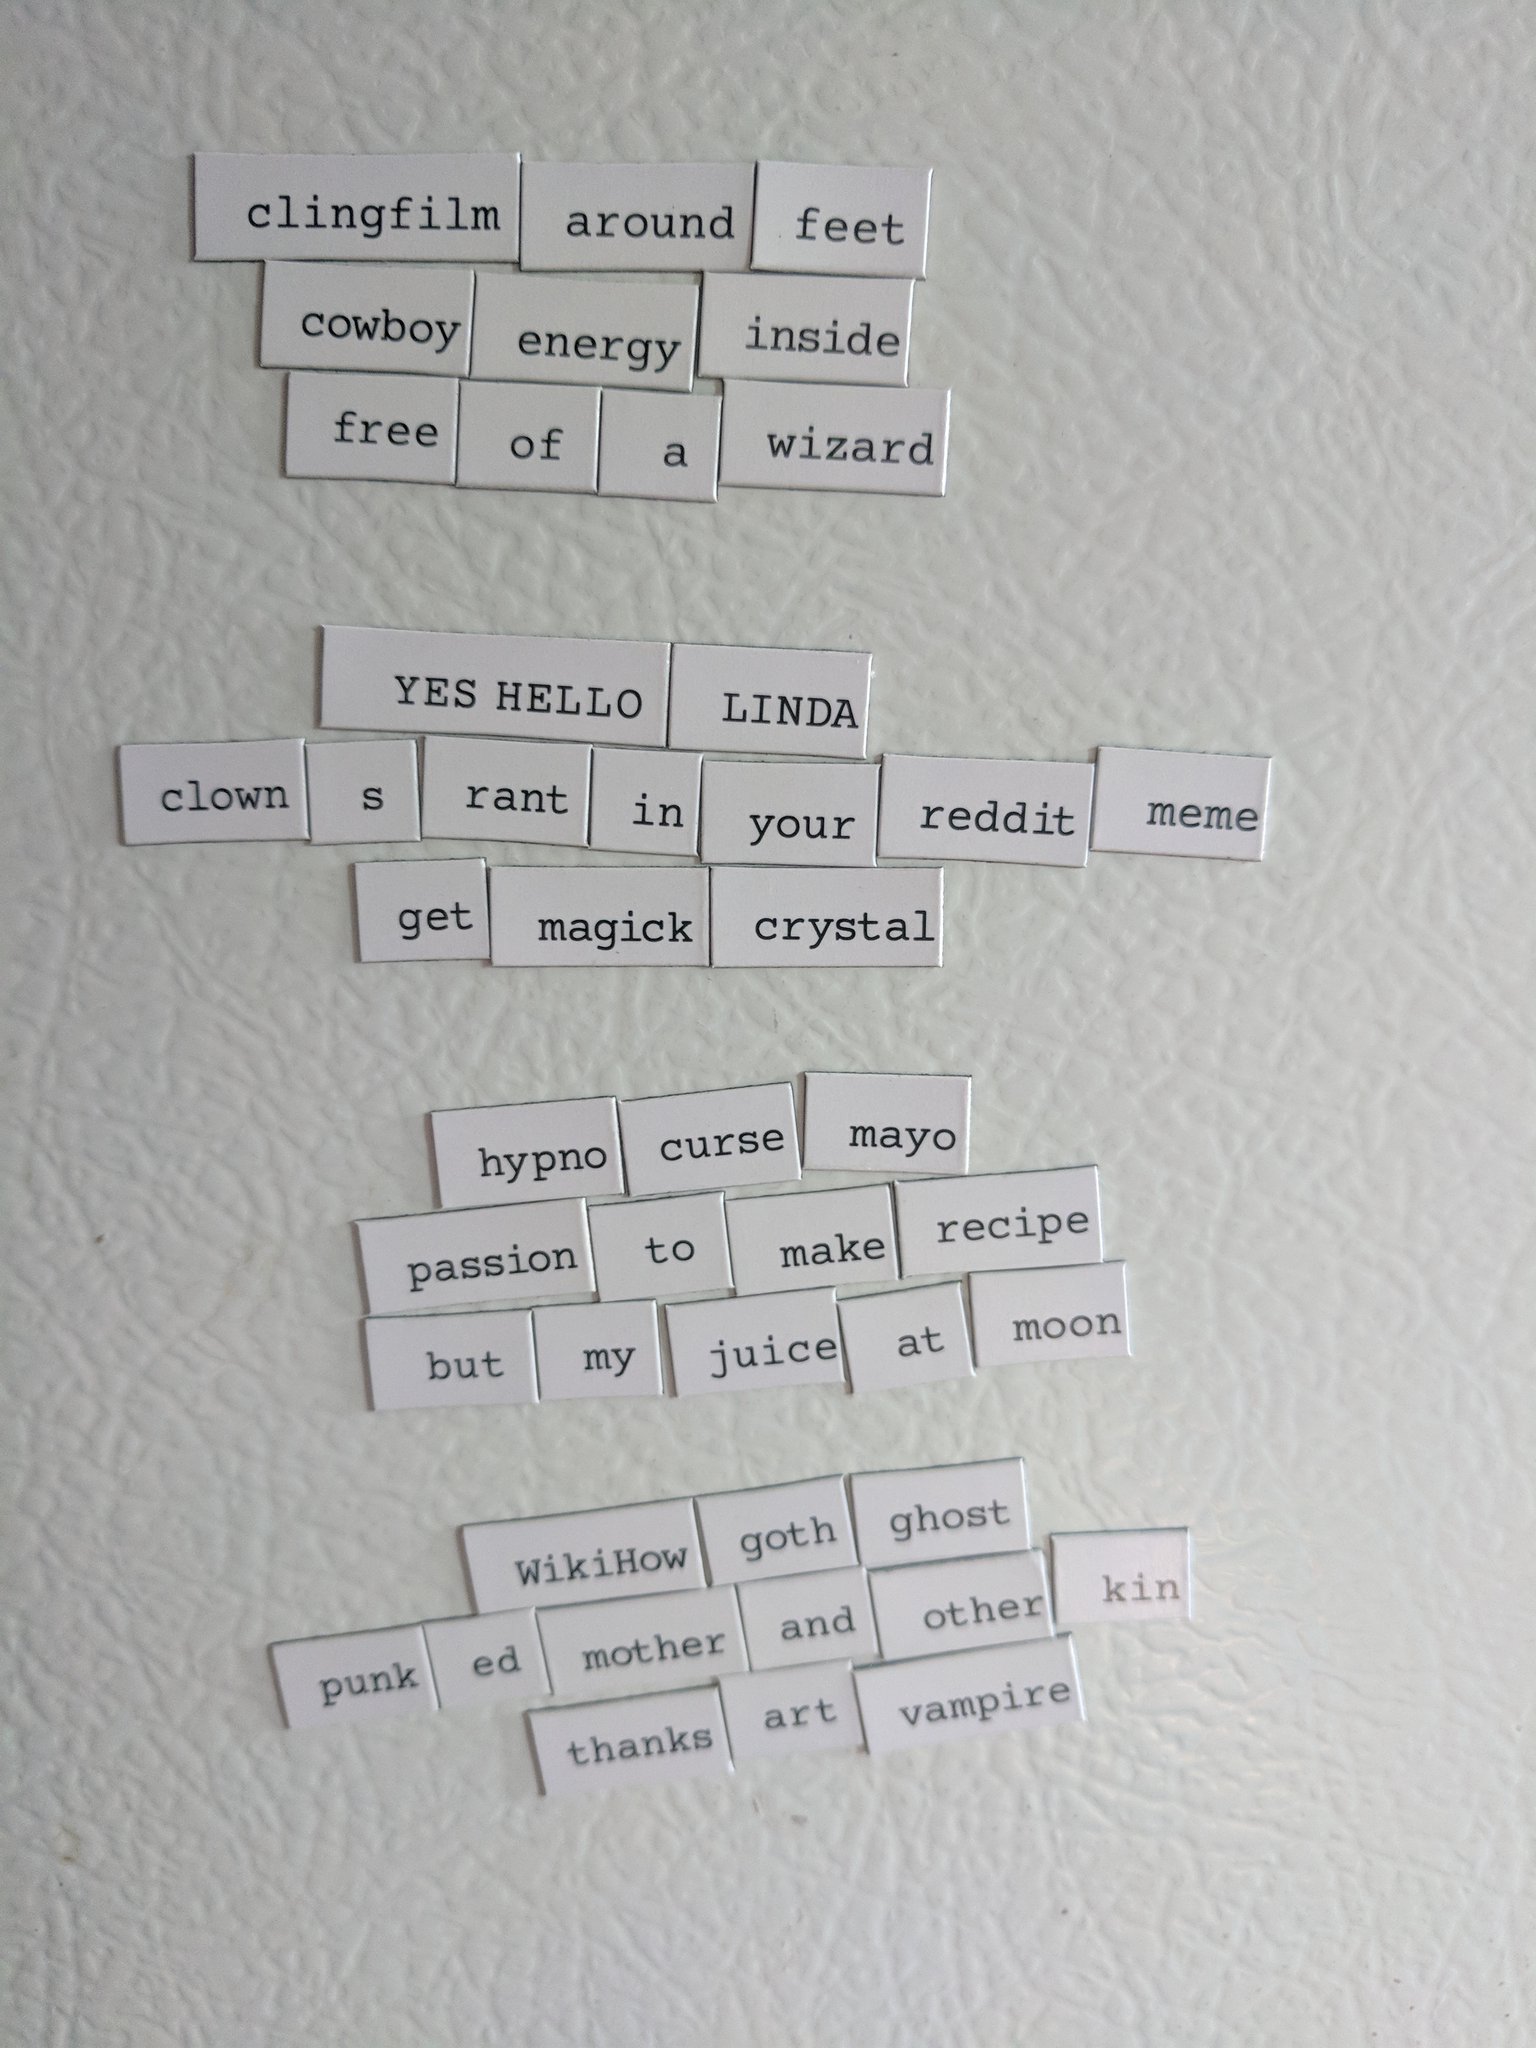 clingfilm around feet
cowboy energy inside
free of a wizard
YES HELLO LINDA
clown s rant in your reddit meme
get magick crystal
hypno curse mayo
passion to make recipe
but my juice at moon
WikiHow goth ghost
punk ed mother and other kin
thanks art vampire